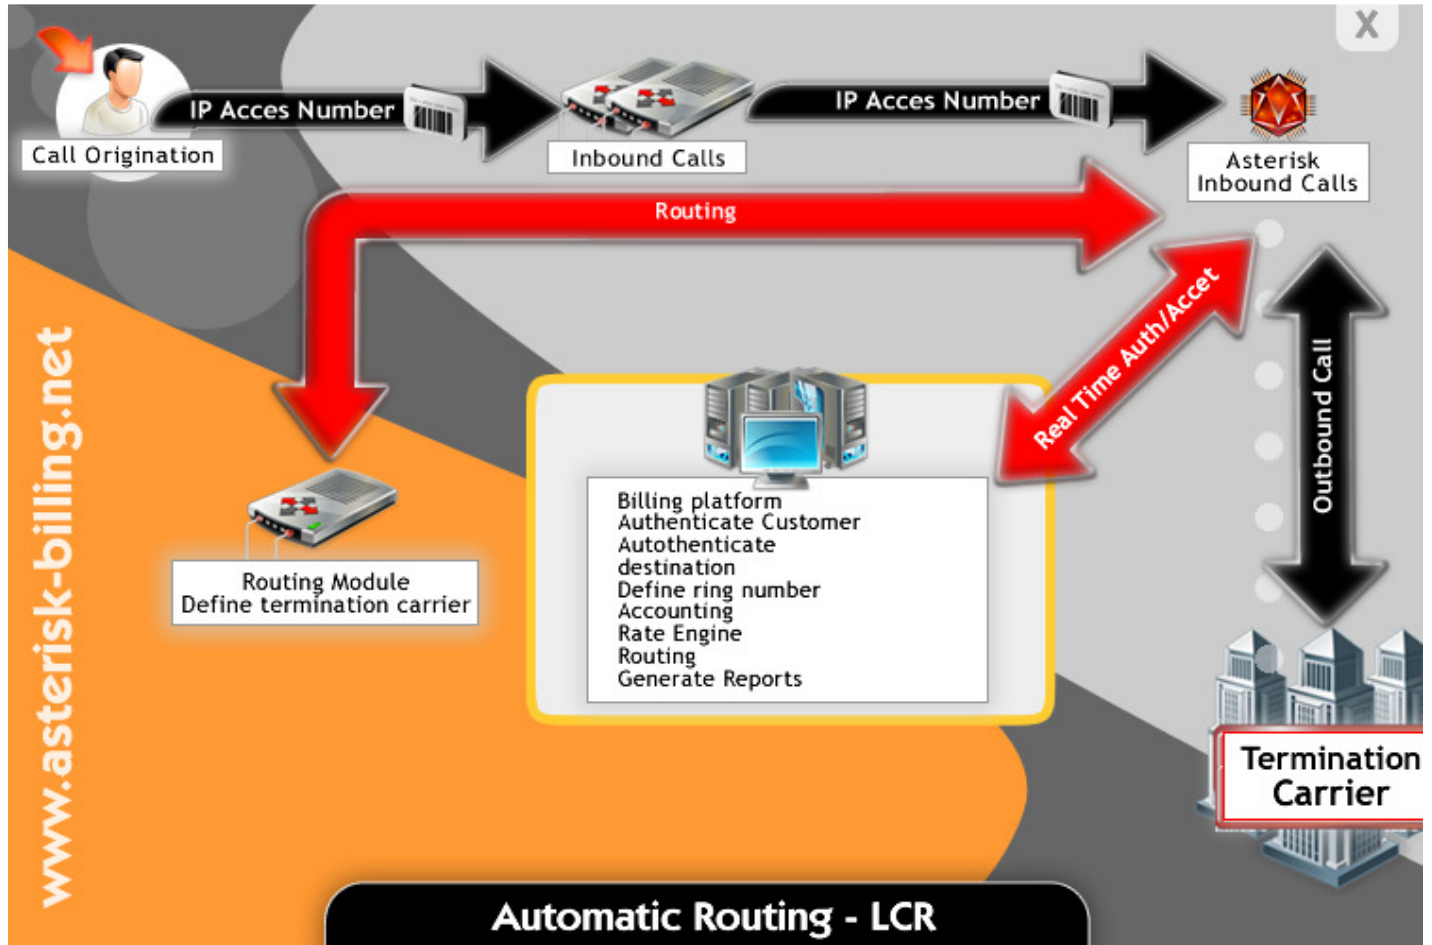 X
IP Acces Number
IP Acces Number
Call Origination
Inbound Calls
Asterisk
Inbound Calls
Routing
Real Time Auth/Accet
Outbound Call
www.asterisk-billing.net
Billing platform
Authenticate Customer
Autothenticate
destination
Define ring number
Accounting
Rate Engine
Routing
Generate Reports
Routing Module
Define termination carrier
Termination
Carrier
Automatic Routing - LCR